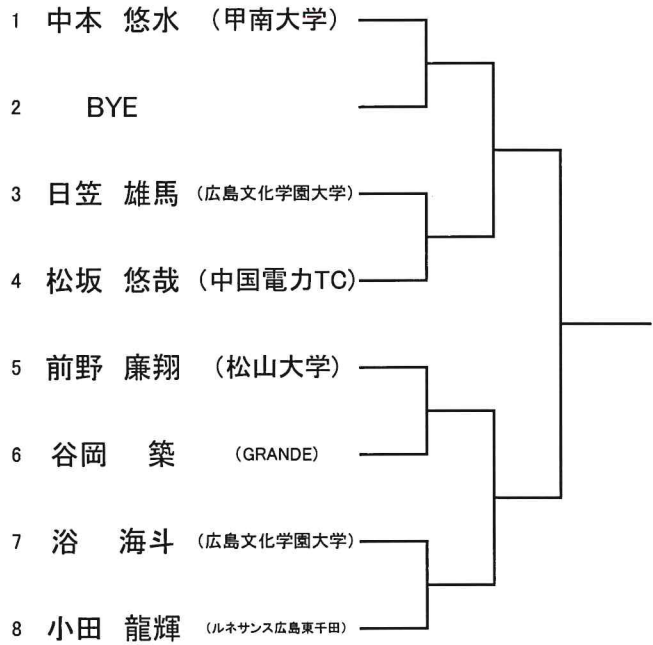 1 中本 悠水 (甲南大学)
2 BYE
3 日笠 雄馬 (広島文化学園大学)
4 松坂 悠哉 (中国電力TC)
5 前野 廉翔 (松山大学)
6 谷岡 築 (GRANDE)
7 浴 海斗 (広島文化学園大学)
8 小田 龍輝 (ルネサンス広島東千田)